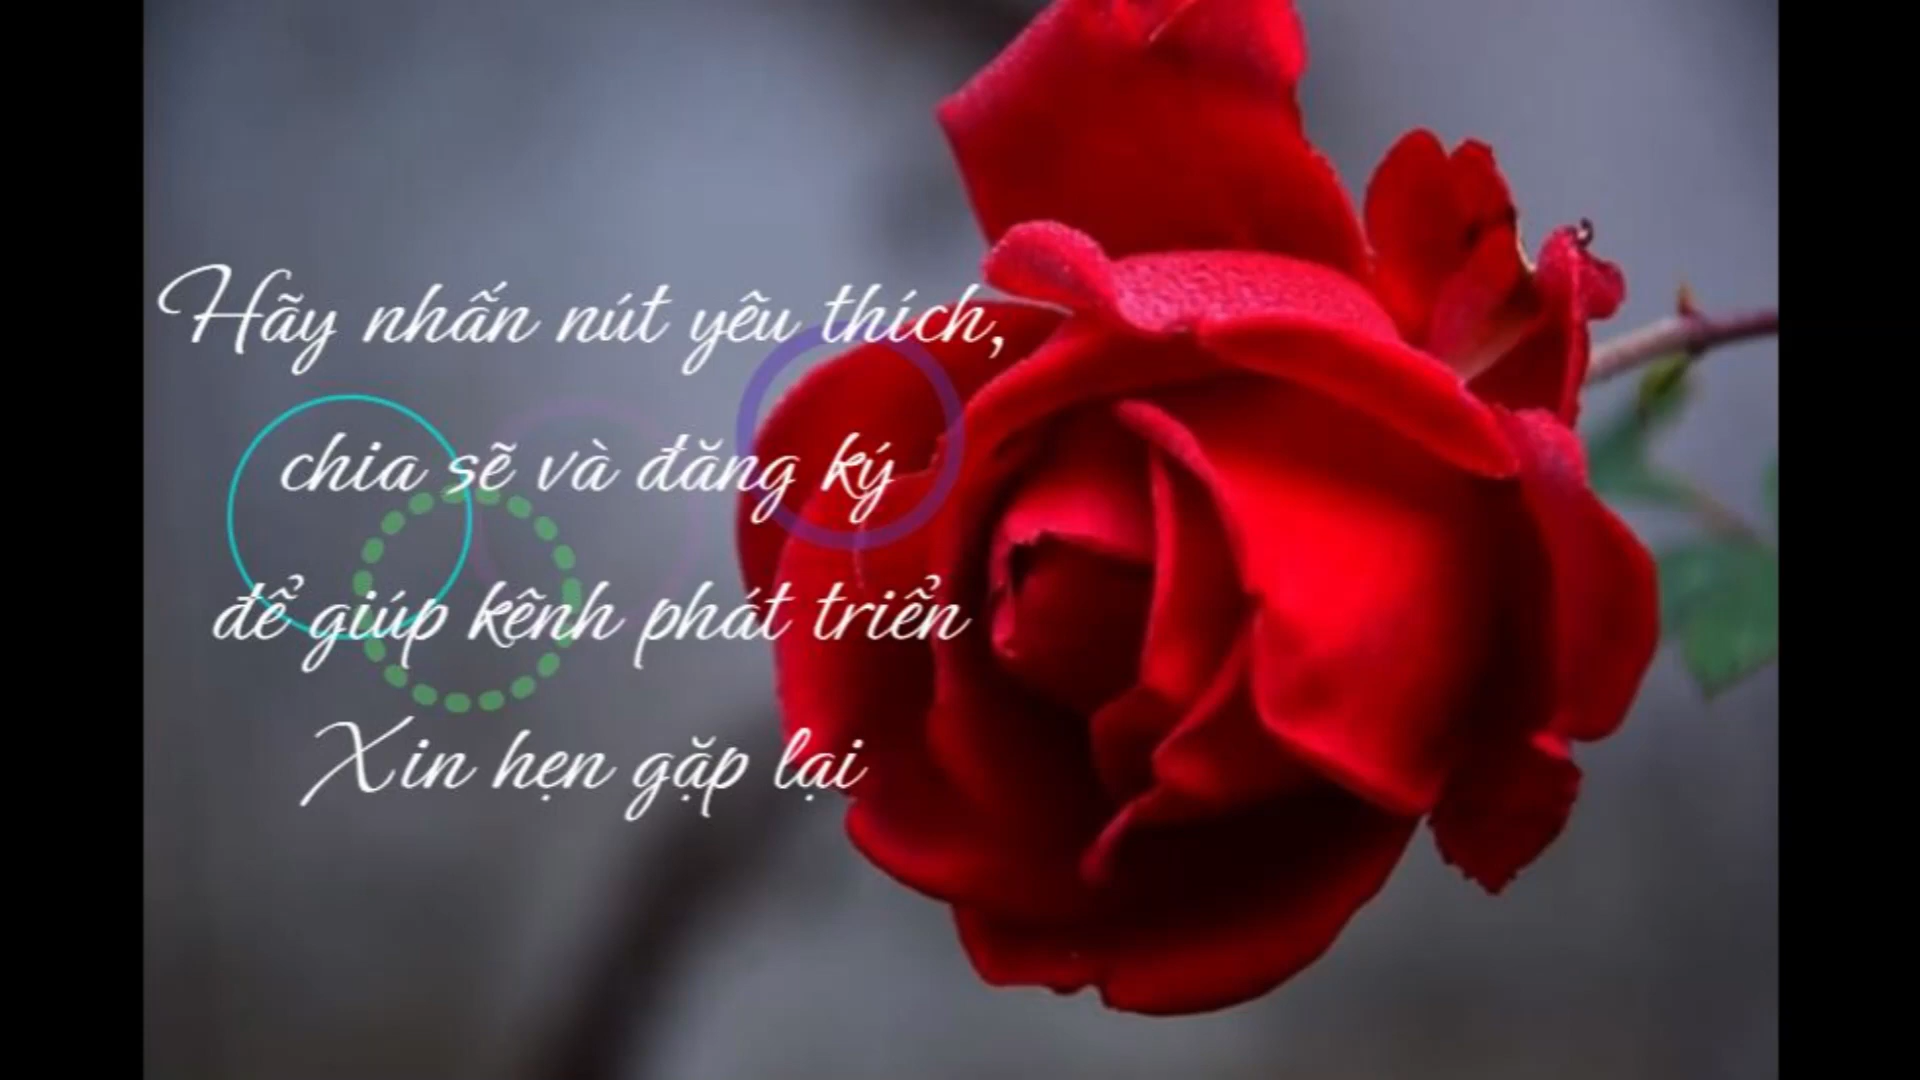 Hãy nhấn nút yêu thích,
chia sẽ và đăng ký
để giúp kênh phát triển
Xin hẹn gặp lại